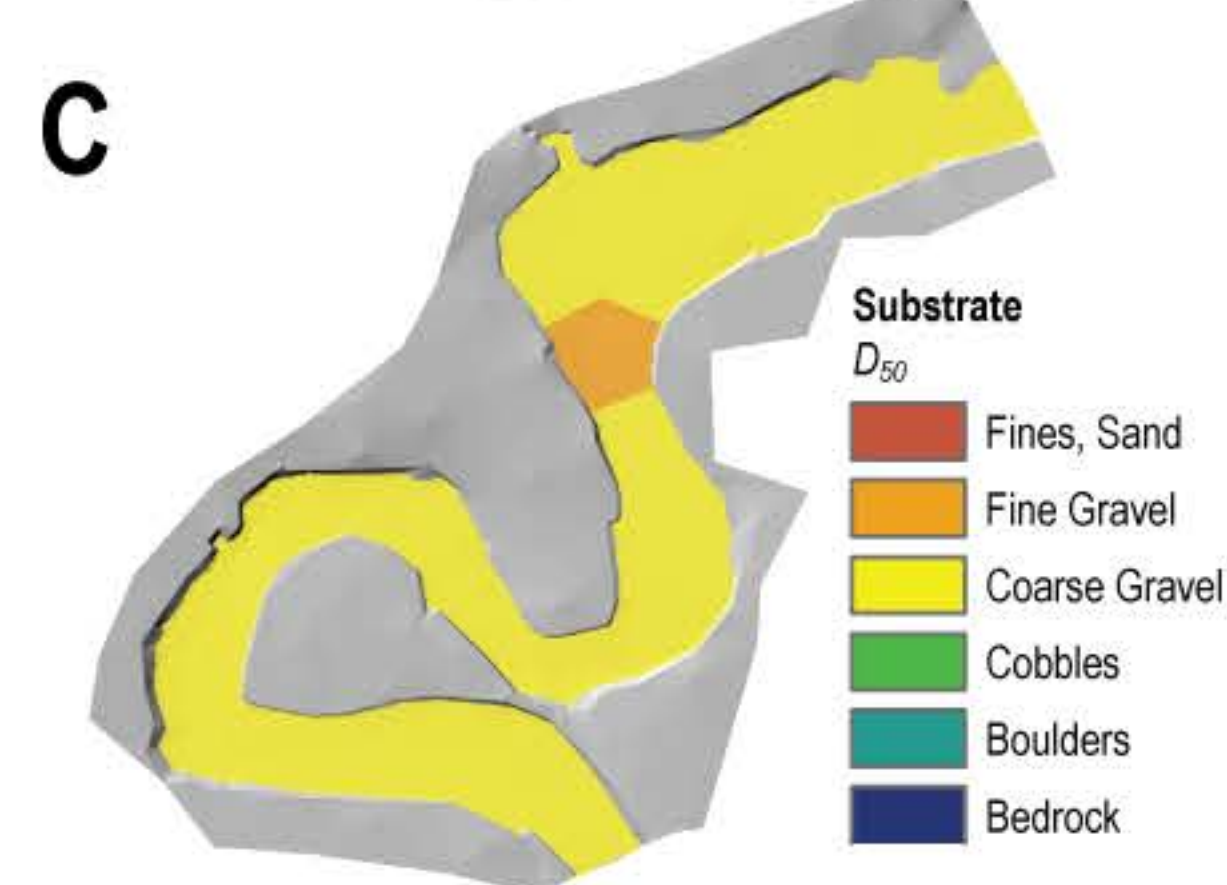 C
Substrate
D50
Fines, Sand
Fine Gravel
Coarse Gravel
Cobbles
Boulders
Bedrock